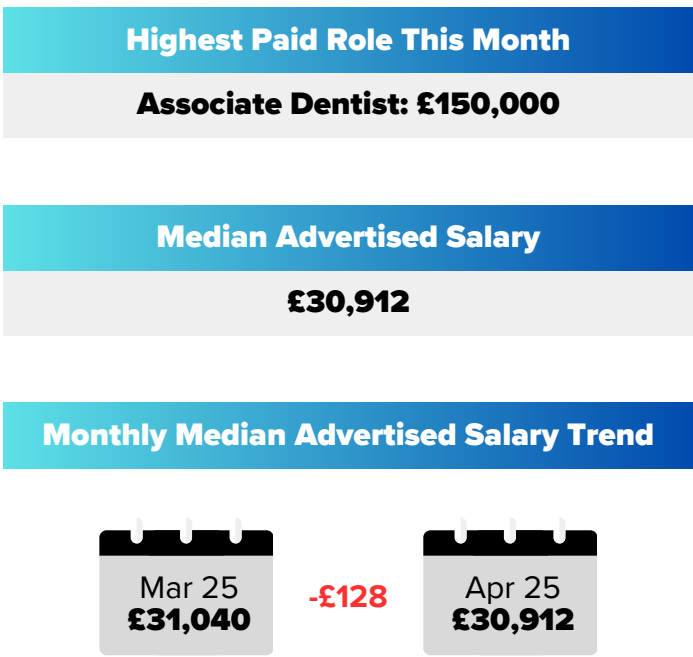 Highest Paid Role This Month
Associate Dentist: £150,000
Median Advertised Salary
£30,912
Monthly Median Advertised Salary Trend
Mar 25
£31,040
-£128
Apr 25
£30,912